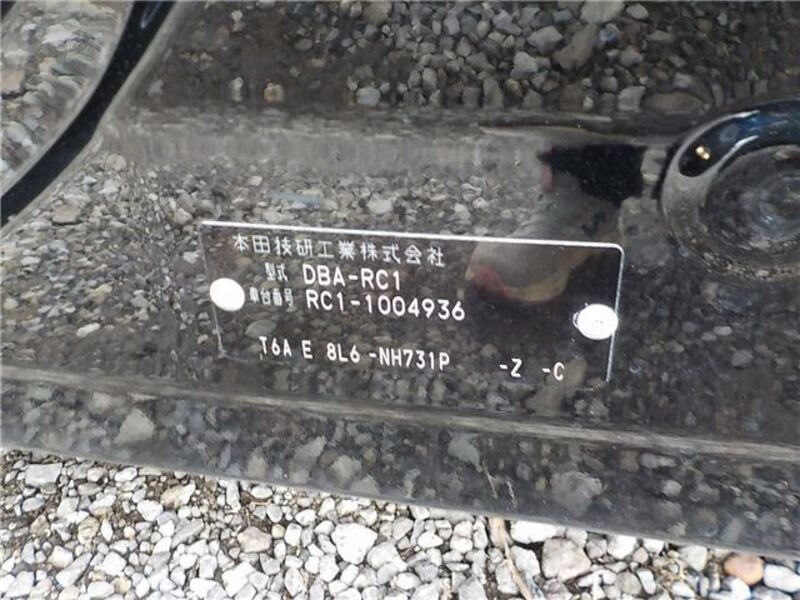 本田技研工業株式会社
型式 DBA-RC1
車台番号 RC1-1004936
T6A E 8L6 -NH731P -Z -C